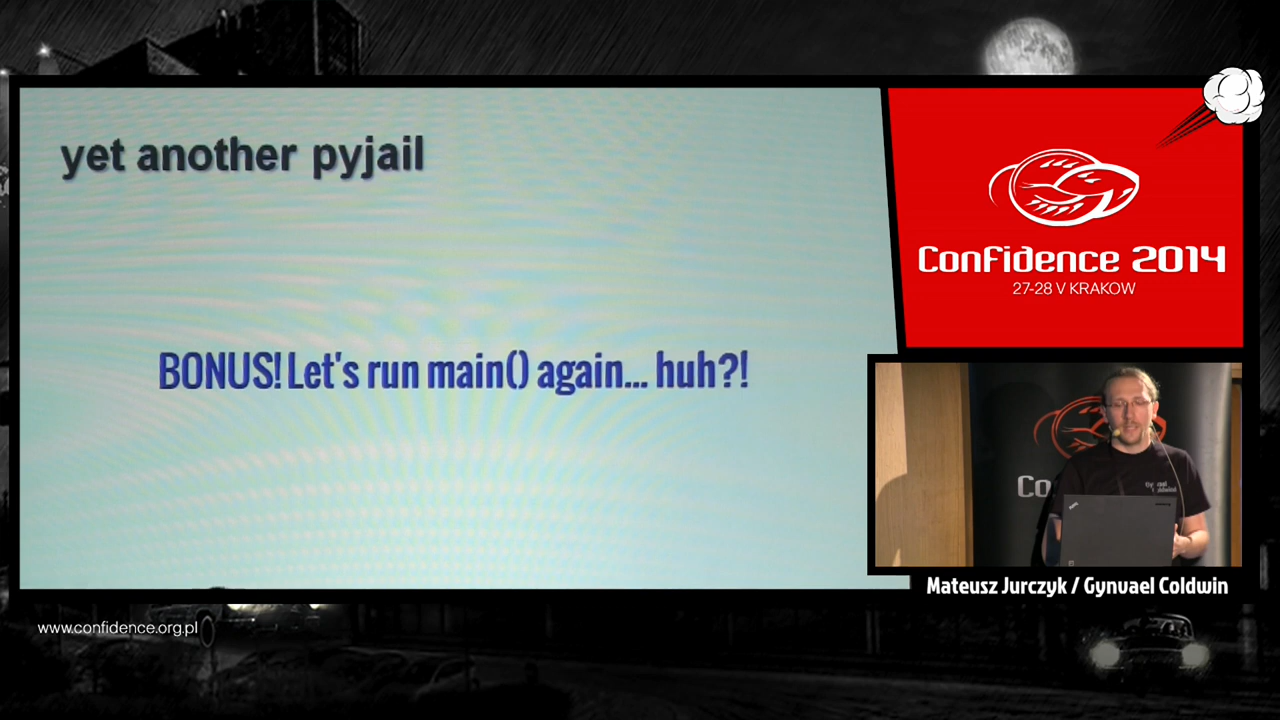 yet another pyjail
BONUS! Let's run main() again... huh?!
Confidence 2014
27-28 V KRAKOW
Co
Mateusz Jurczyk / Gynvael Coldwin
www.confidence.org.pl